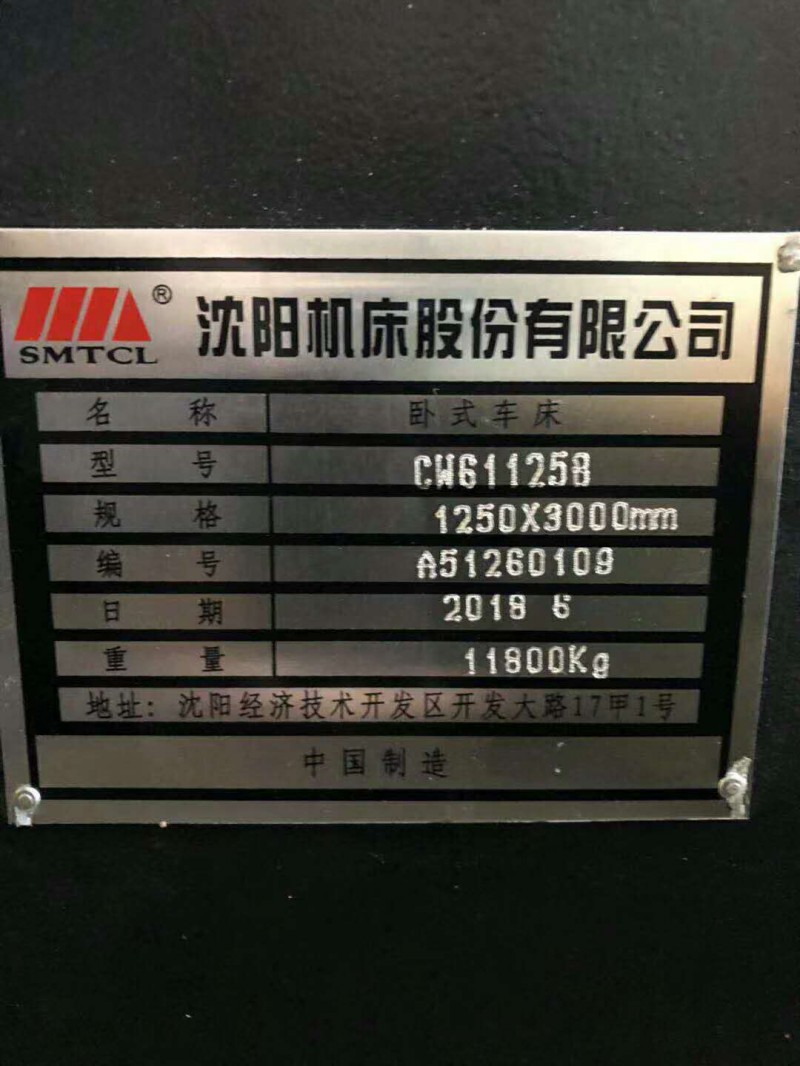 SMTCL ® 沈阳机床股份有限公司
名 称 卧式车床
型 号 CW61125B
规 格 1250X3000mm
编 号 A51260109
日 期 2018 6
重 量 11800Kg
地址: 沈阳经济技术开发区开发大路17甲1号
中国制造